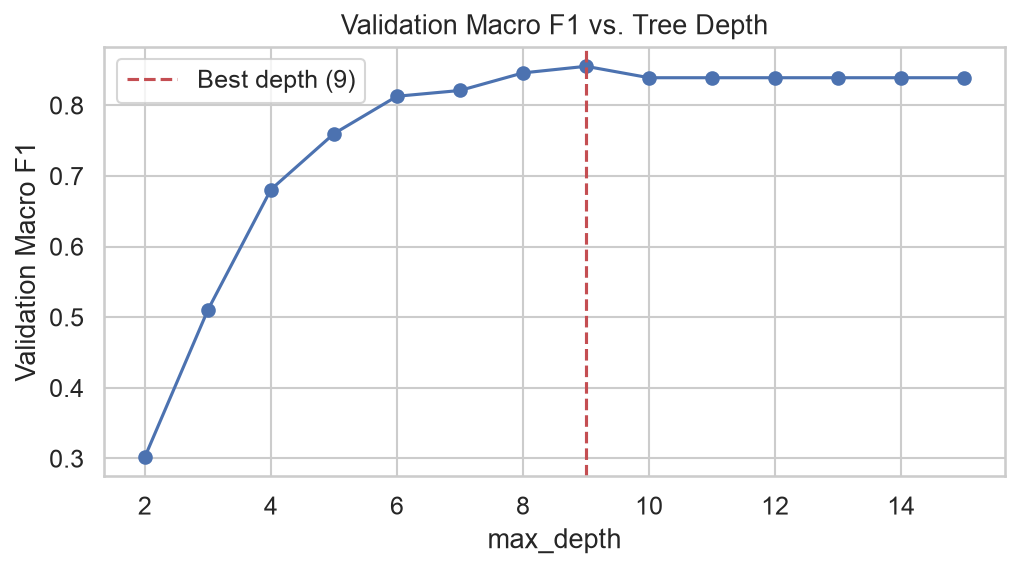 Validation Macro F1 vs. Tree Depth
Best depth (9)
Validation Macro F1
0.8
0.7
0.6
0.5
0.4
0.3
2 4 6 8 10 12 14
max_depth